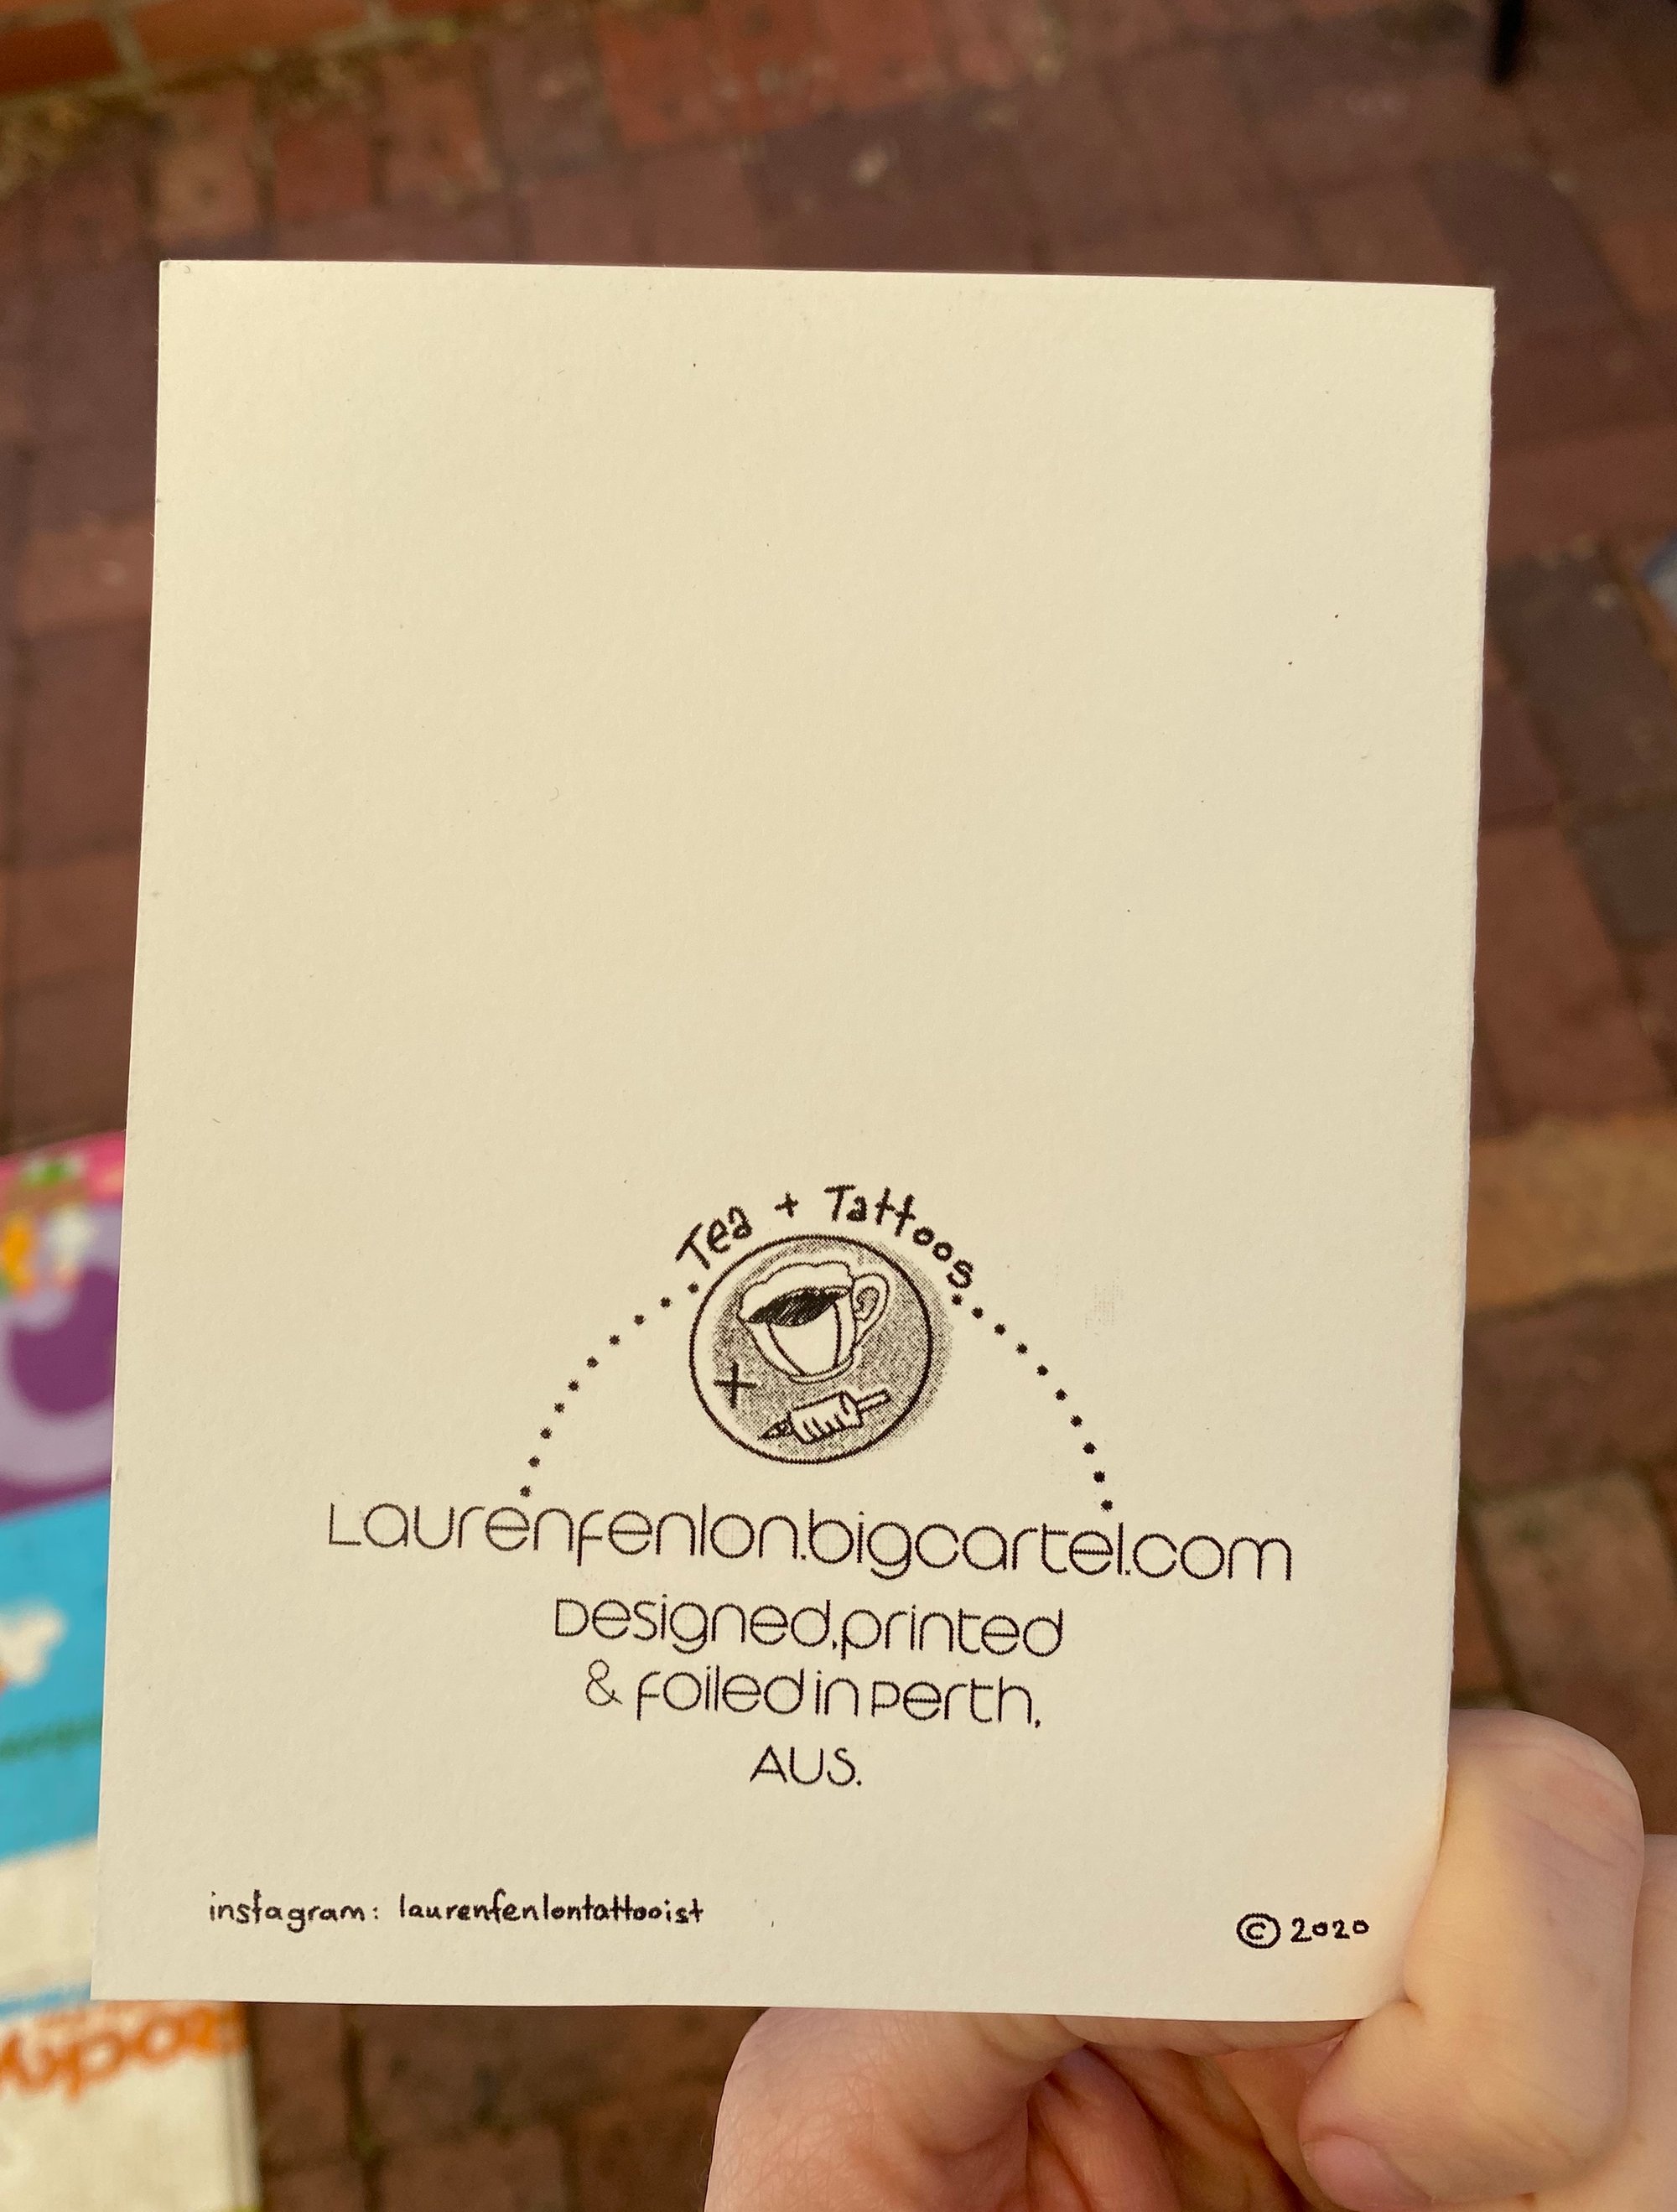 Tea + Tattoos
Laurenfenlon.bigcartel.com
Designed, printed
& Foiled in Perth,
AUS.
instagram: laurenfenlontattooist
© 2020